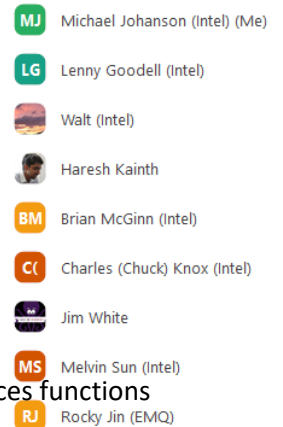 MJ Michael Johanson (Intel) (Me)
LG Lenny Goodell (Intel)
Walt (Intel)
Haresh Kainth
BM Brian McGinn (Intel)
C( Charles (Chuck) Knox (Intel)
Jim White
MS Melvin Sun (Intel)
ces functions
RJ Rocky Jin (EMQ)